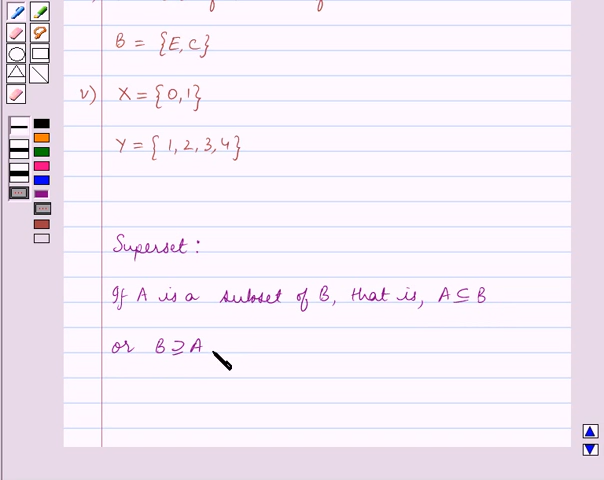 B = {E, C}
v) X = {0, 1}
Y = { 1, 2, 3, 4}
Superset :
If A is a subset of B, that is, A ⊆ B
or B ⊇ A